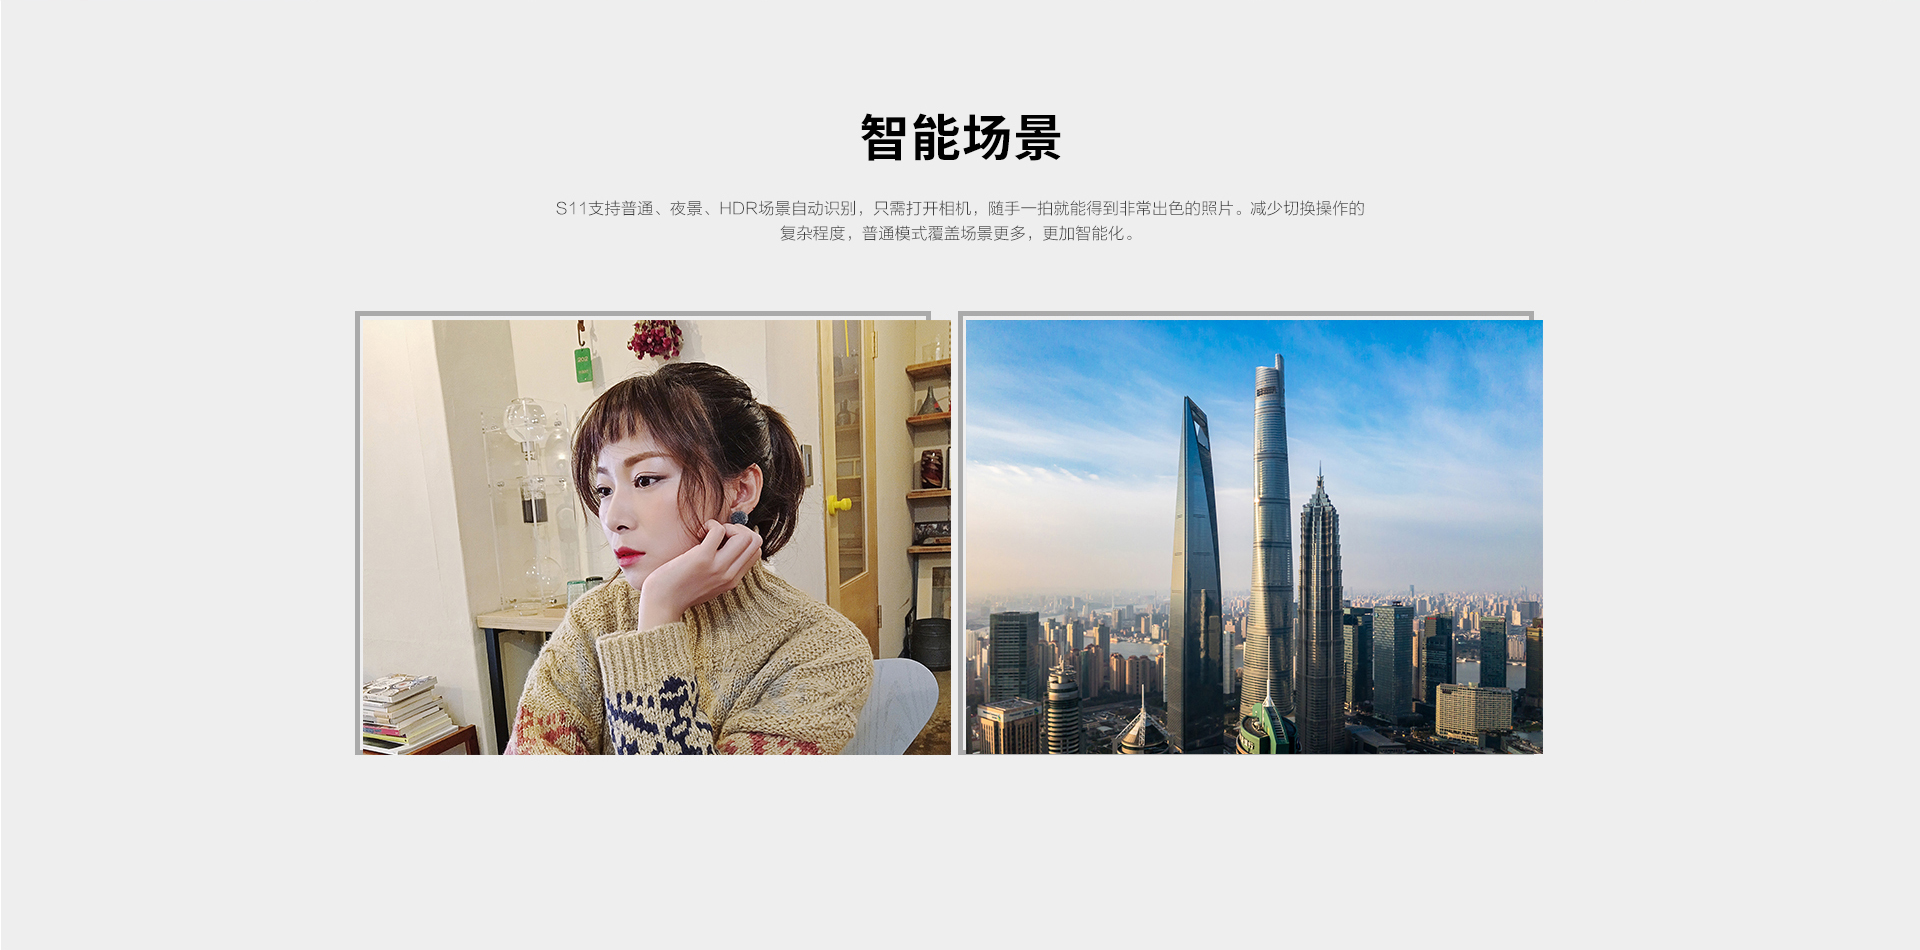 智能场景
S11支持普通、夜景、HDR场景自动识别，只需打开相机，随手一拍就能得到非常出色的照片。减少切换操作的
复杂程度，普通模式覆盖场景更多，更加智能化。